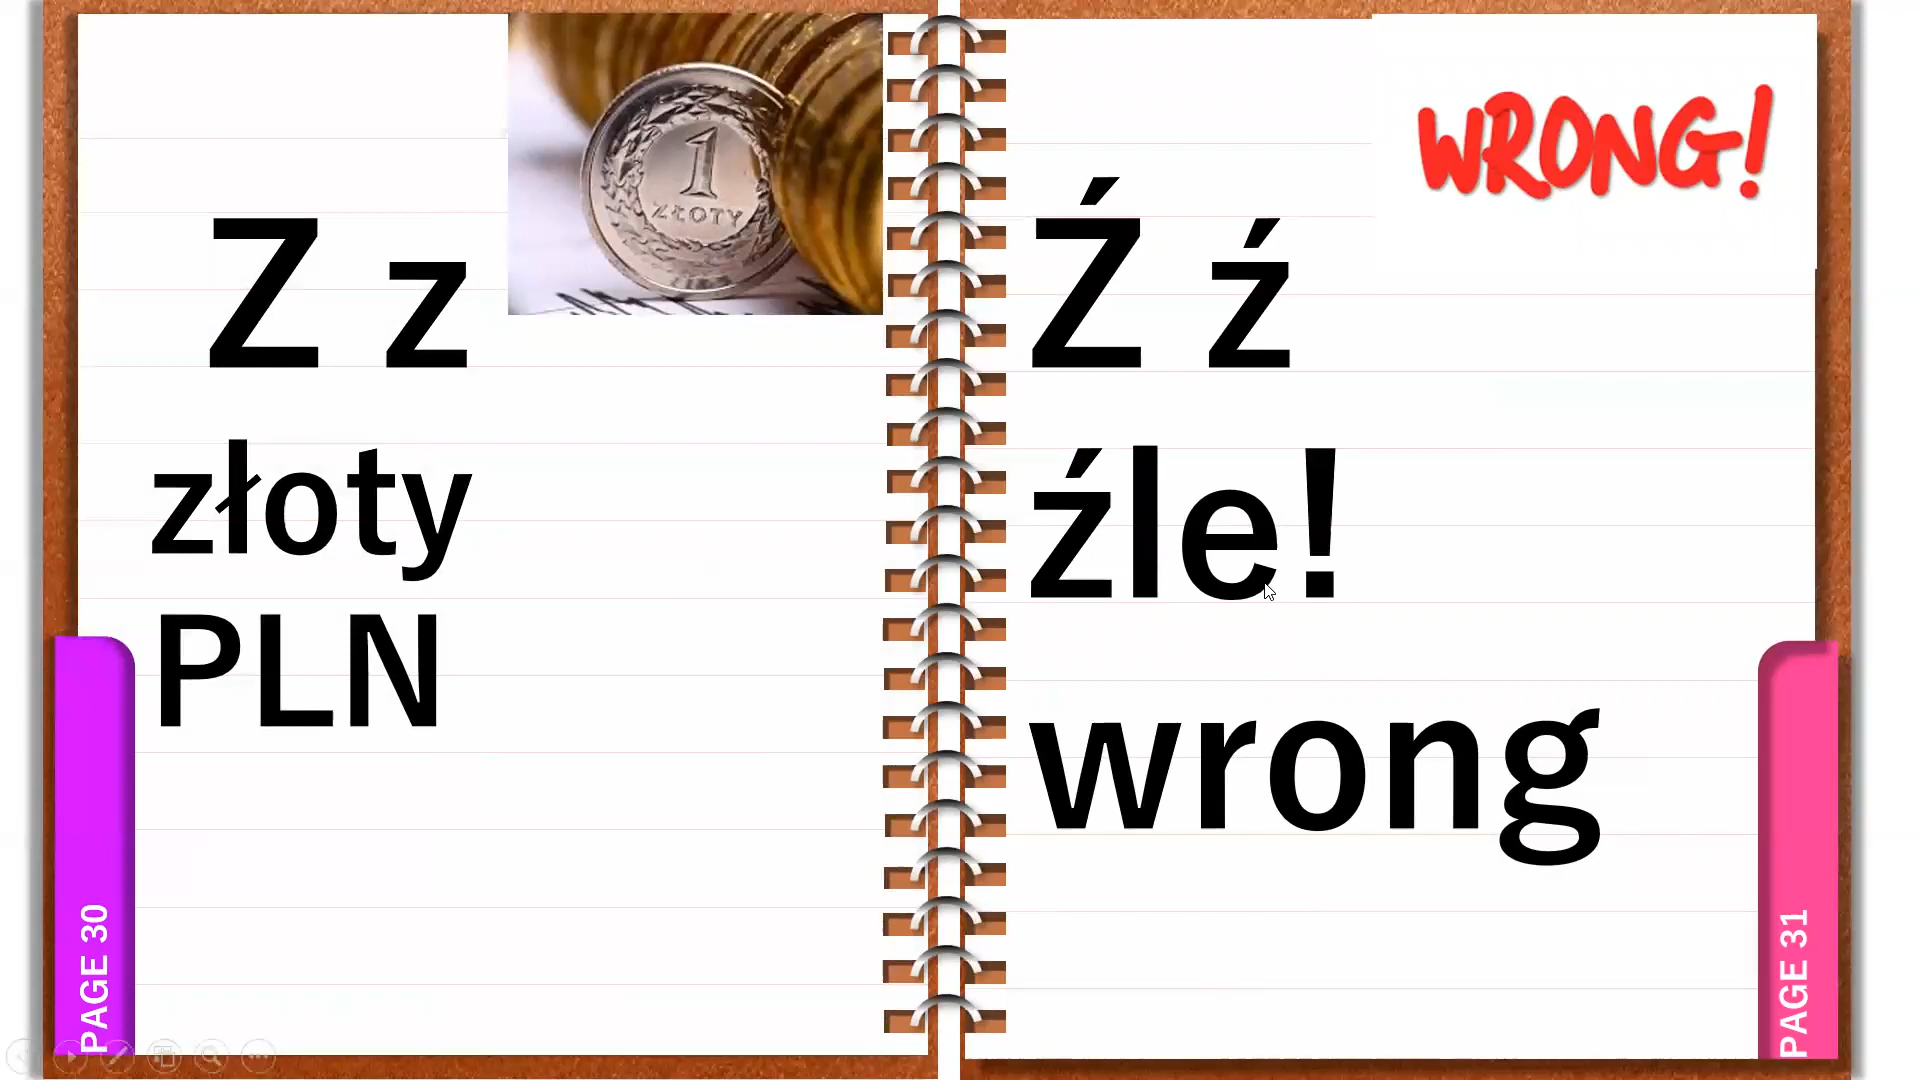 Z z
1
ZŁOTY
złoty
PLN
PAGE 30
WRONG!
Ź ź
źle!
wrong
PAGE 31